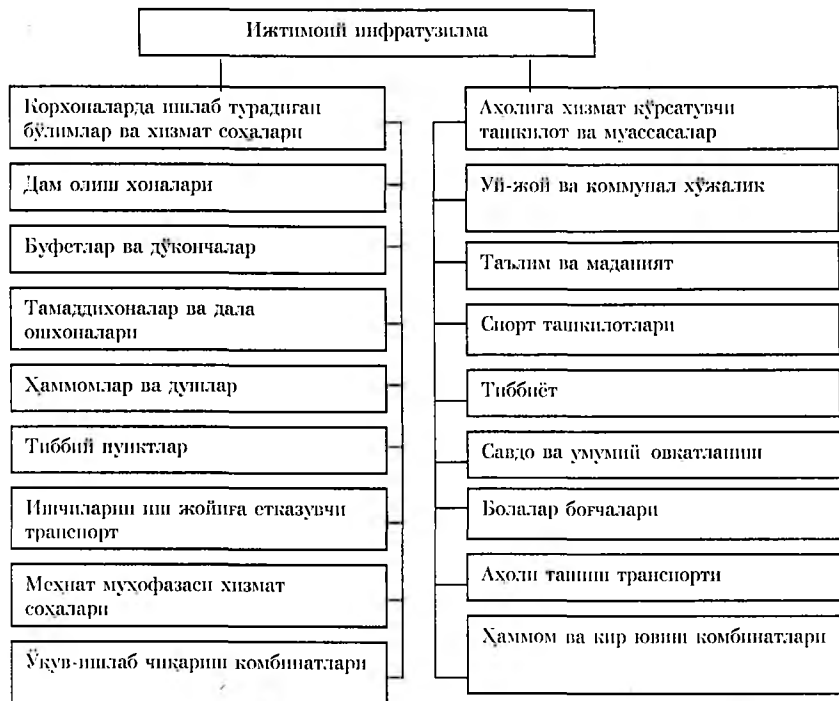 Ижтимоий инфратузилма
Корхоналарда ишлаб турадиган
бўлимлар ва хизмат соҳалари
Дам олиш хоналари
Буфетлар ва дўкончалар
Тамаддихоналар ва дала
ошхоналари
Ҳаммомлар ва душлар
Тиббий пунктлар
Ишчиларни иш жойига етказувчи
транспорт
Меҳнат муҳофазаси хизмат
соҳалари
Ўқув-ишлаб чиқариш комбинатлари
Аҳолига хизмат кўрсатувчи
ташкилот ва муассасалар
Уй-жой ва коммунал хўжалик
Таълим ва маданият
Спорт ташкилотлари
Тиббиёт
Савдо ва умумий овқатланиш
Болалар боғчалари
Аҳоли ташиш транспорти
Ҳаммом ва кир ювиш комбинатлари